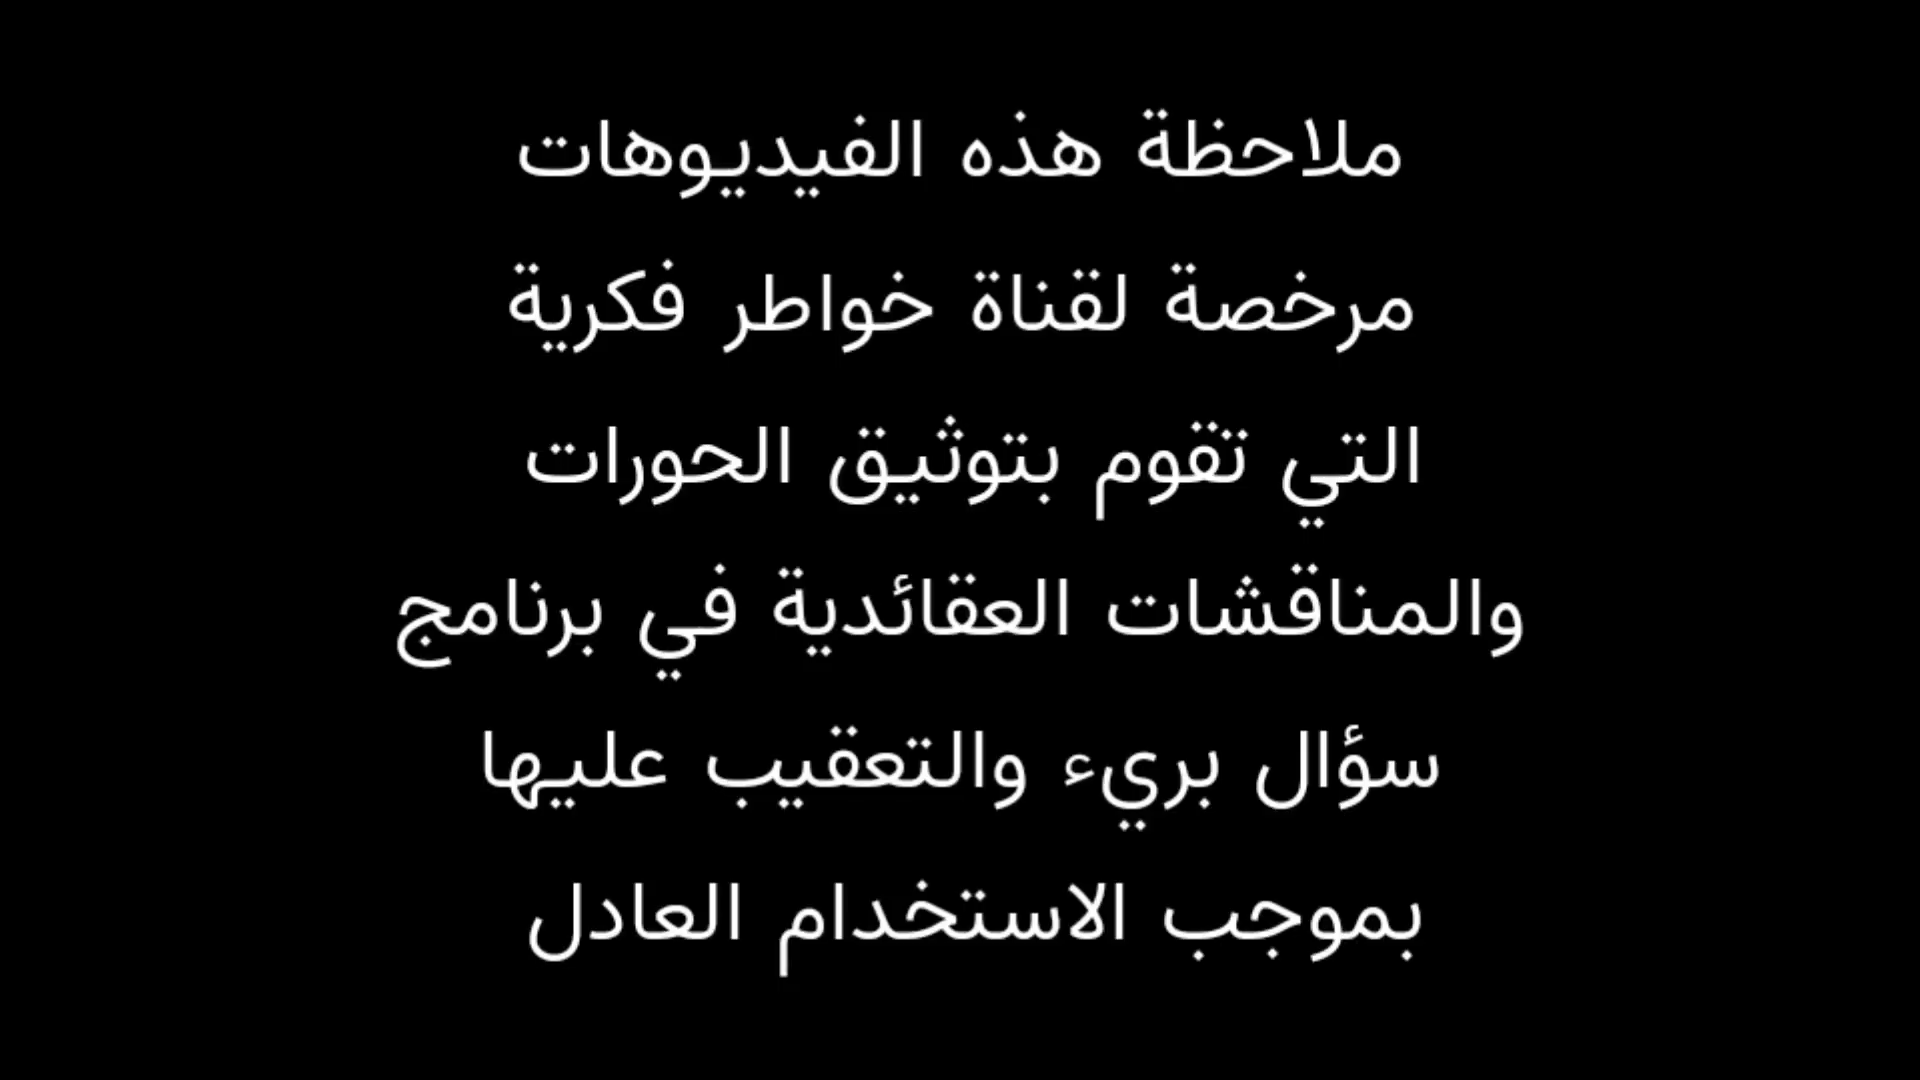 ملاحظة هذه الفيديوهات
مرخصة لقناة خواطر فكرية
التي تقوم بتوثيق الحورات
والمناقشات العقائدية في برنامج
سؤال بريء والتعقيب عليها
بموجب الاستخدام العادل